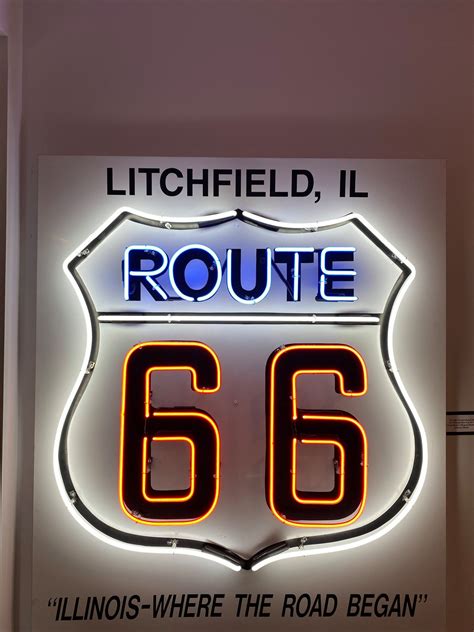 LITCHFIELD, IL
ROUTE
66
"ILLINOIS-WHERE THE ROAD BEGAN"